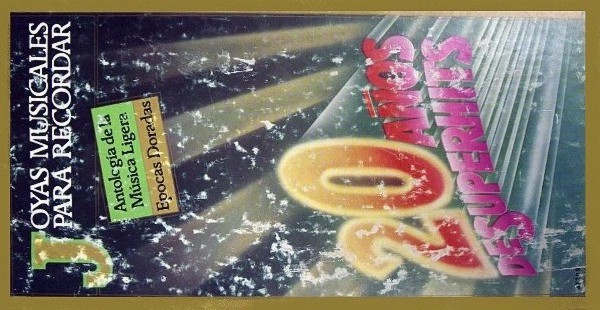 JOYAS MUSICALES
PARA RECORDAR
Antología de la
Música Ligera
Epocas Doradas
20
AÑOS
DE SUPERHITS